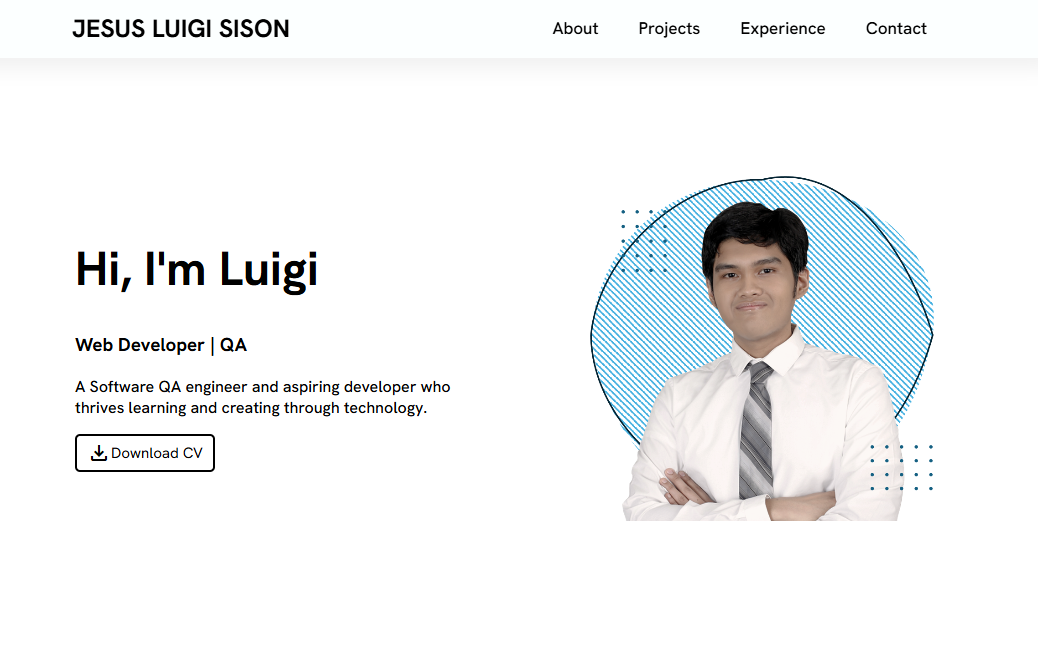 JESUS LUIGI SISON
About Projects Experience Contact
Hi, I'm Luigi
Web Developer | QA
A Software QA engineer and aspiring developer who
thrives learning and creating through technology.
Download CV